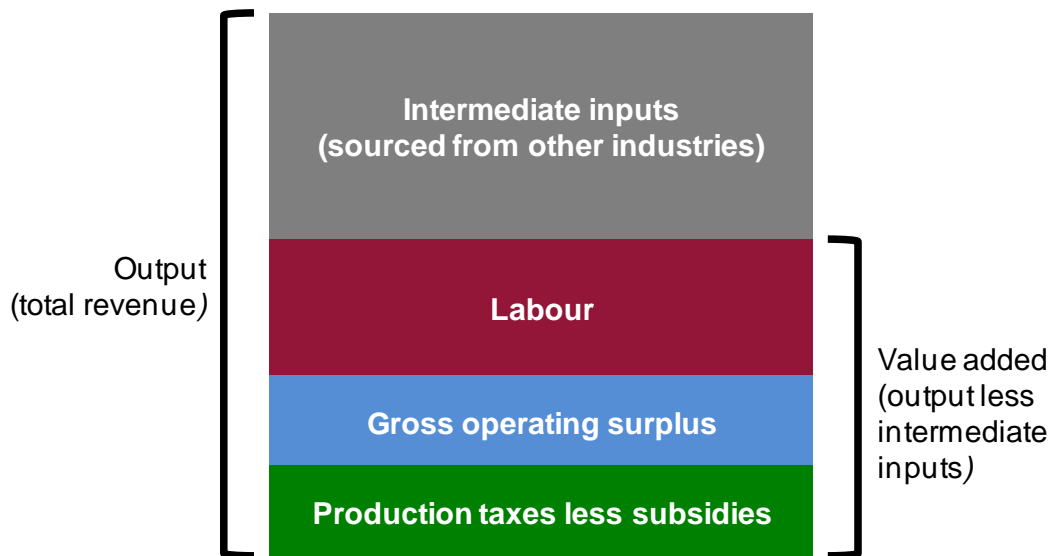 Intermediate inputs
(sourced from other industries)
Output
(total revenue)
Labour
Value added
(output less
intermediate
inputs)
Gross operating surplus
Production taxes less subsidies